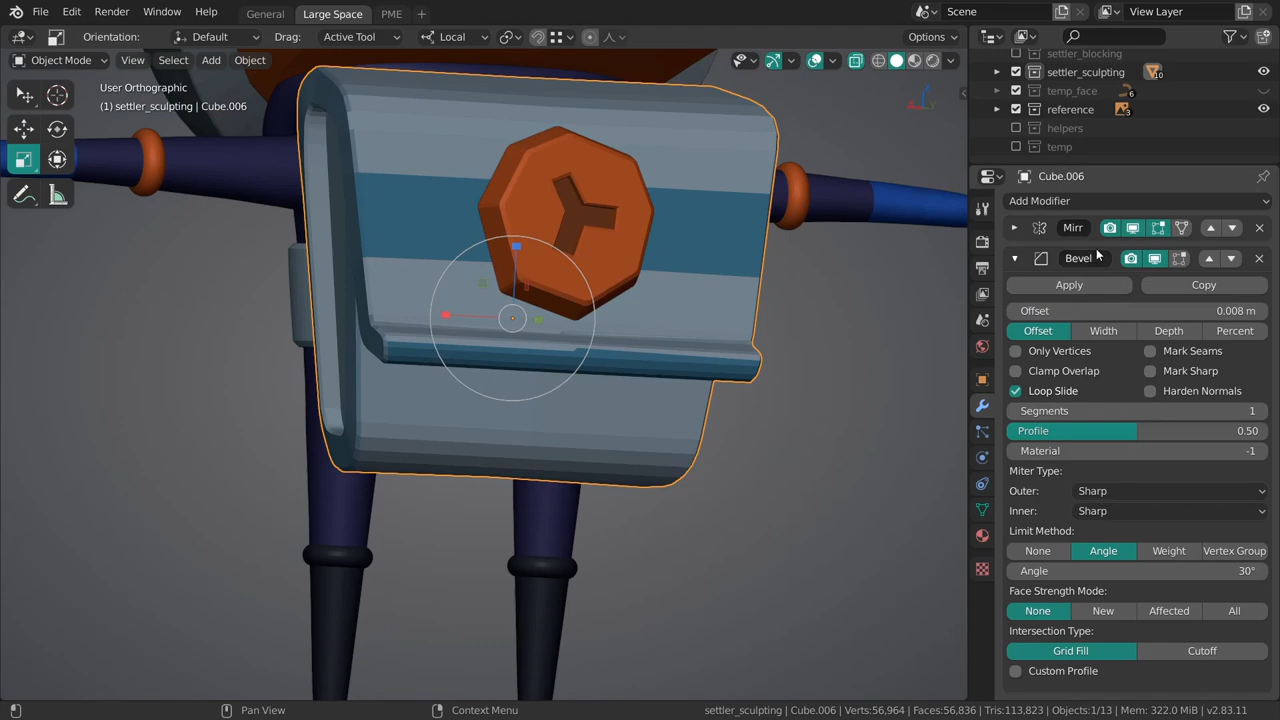 File Edit Render Window Help General Large Space PME + Scene View Layer
Orientation: Default Drag: Active Tool Local Options
Object Mode View Select Add Object
User Orthographic
(1) settler_sculpting | Cube.006
settler_blocking
settler_sculpting 10
temp_face 6
reference 3
helpers
temp
Cube.006
Add Modifier
Mirr
Bevel
Apply Copy
Offset 0.008 m
Offset Width Depth Percent
Only Vertices Mark Seams
Clamp Overlap Mark Sharp
Loop Slide Harden Normals
Segments 1
Profile 0.50
Material -1
Miter Type:
Outer: Sharp
Inner: Sharp
Limit Method:
None Angle Weight Vertex Group
Angle 30°
Face Strength Mode:
None New Affected All
Intersection Type:
Grid Fill Cutoff
Custom Profile
Pan View Context Menu settler_sculpting | Cube.006 | Verts:56,964 | Faces:56,836 | Tris:113,823 | Objects:1/13 | Mem: 322.0 MiB | v2.83.11